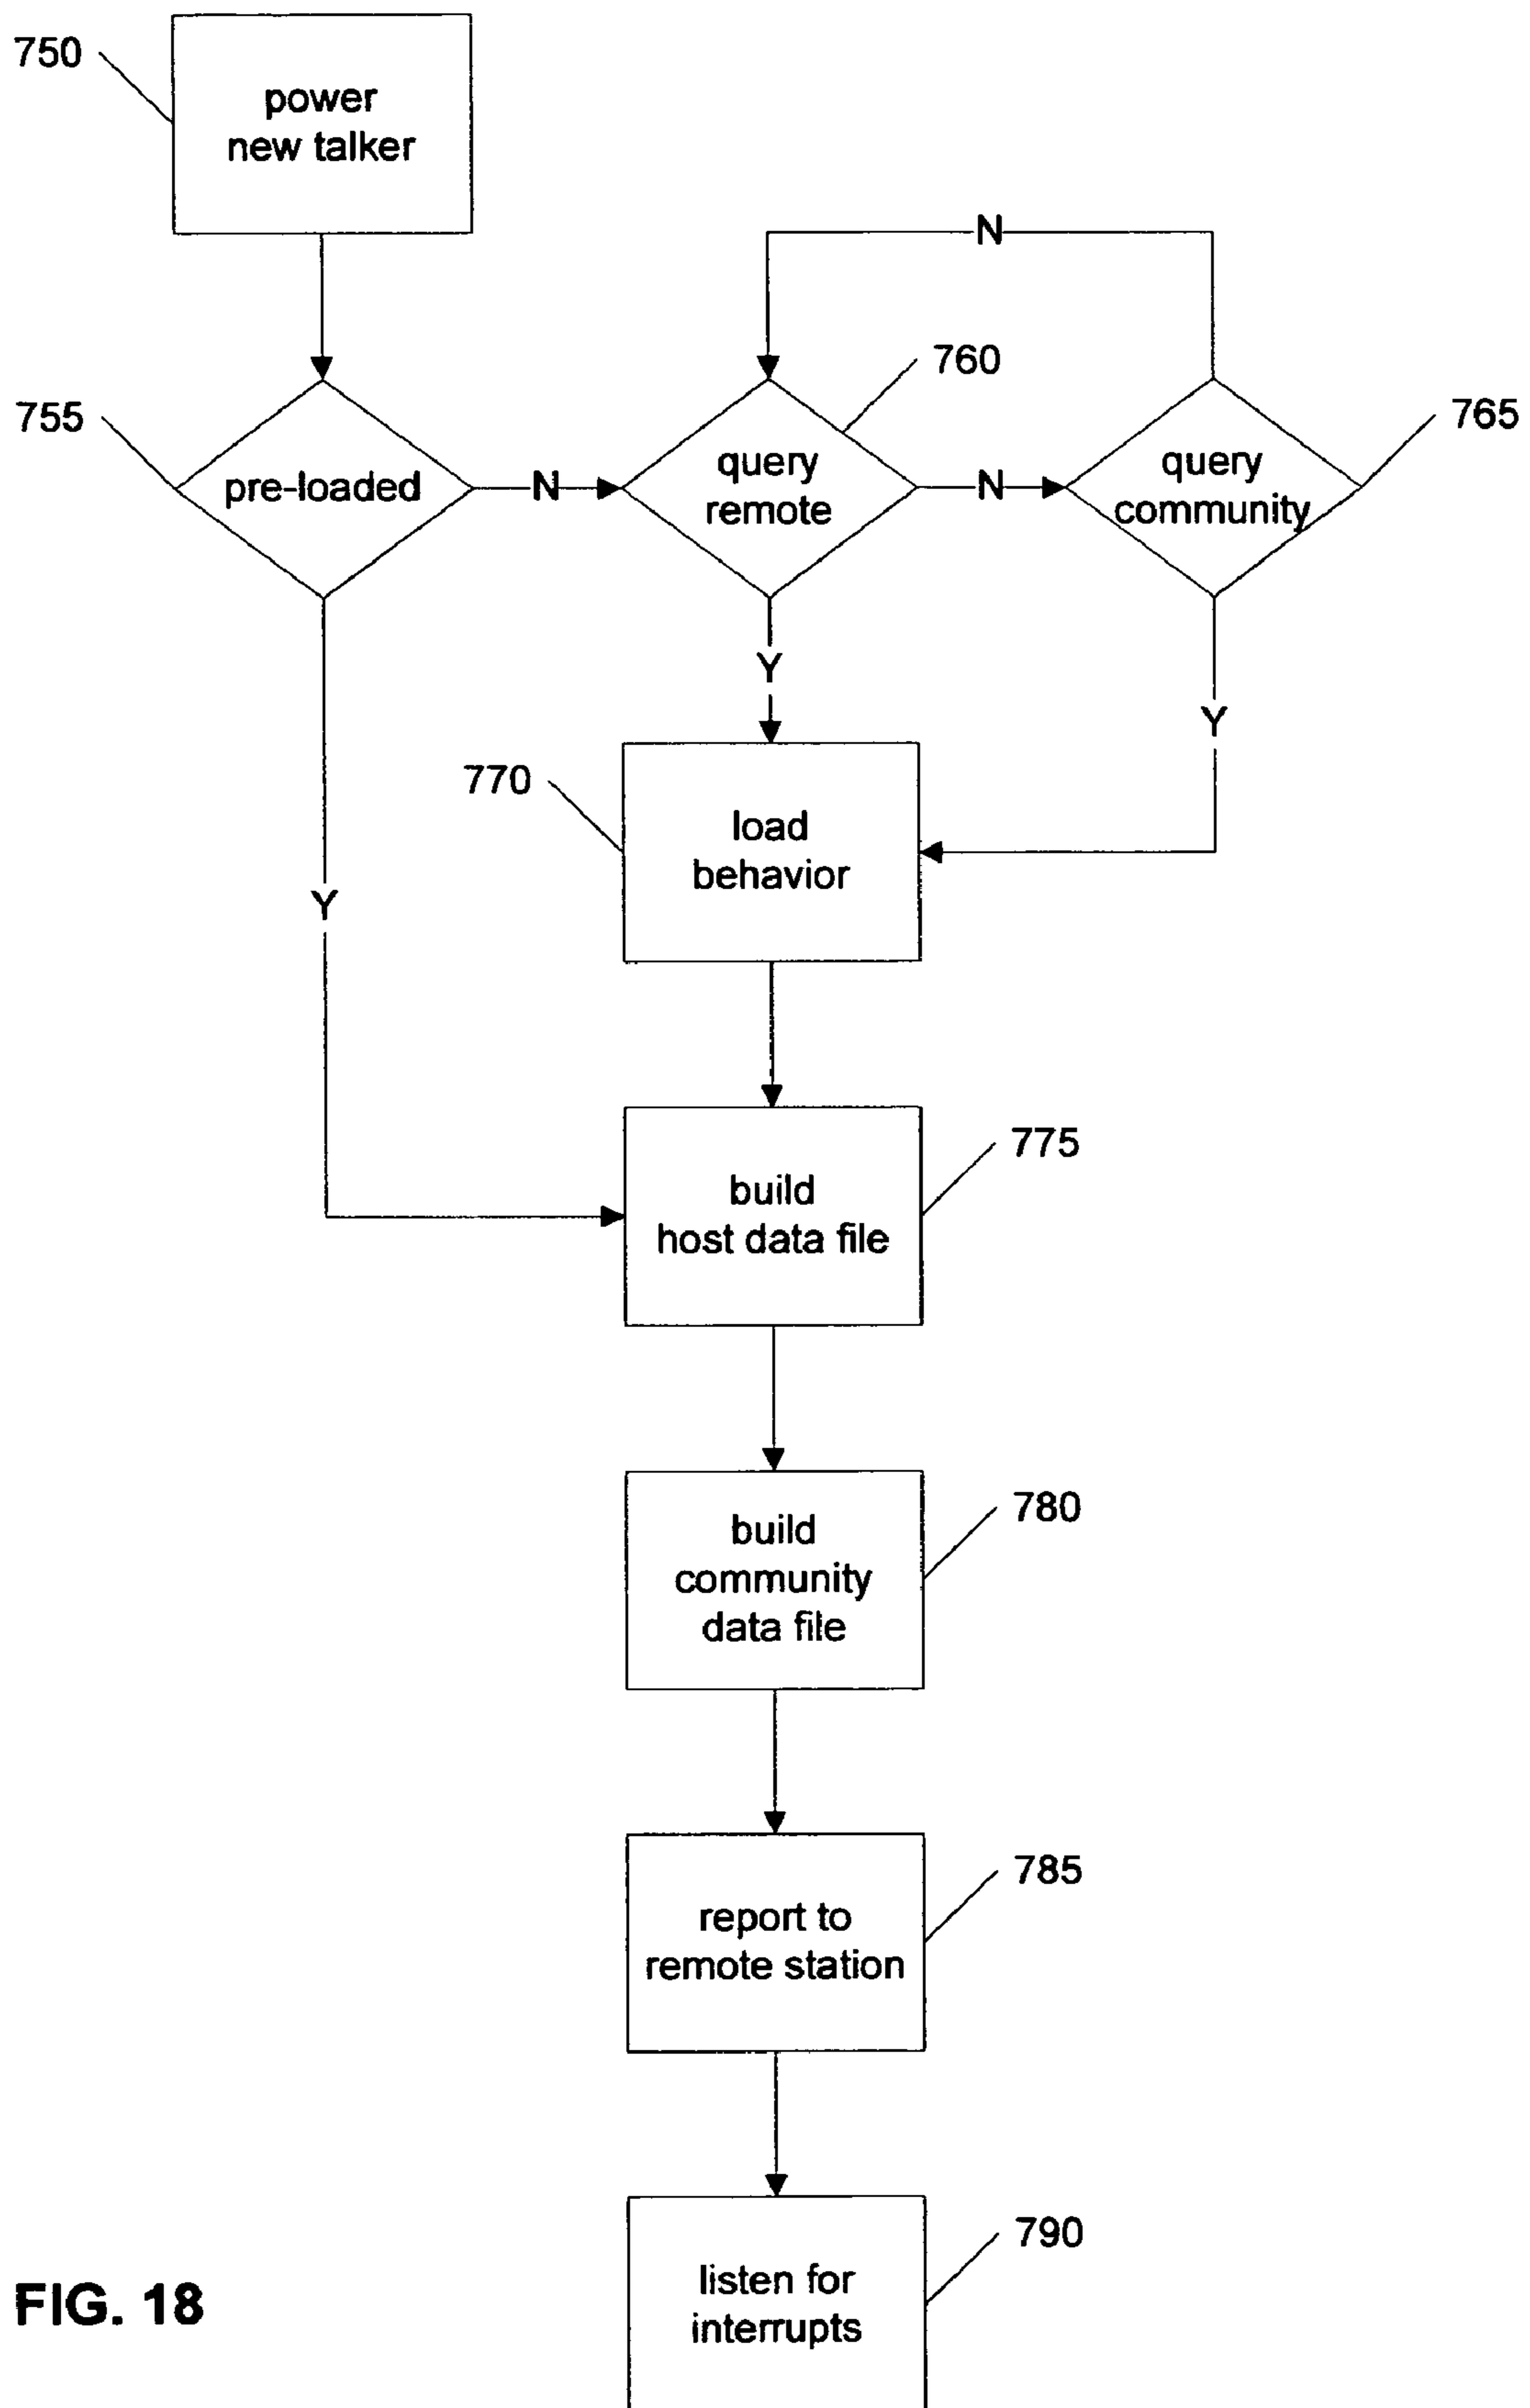 750
power
new talker
N
760
765
755
pre-loaded
N
query
remote
N
query
community
Y
Y
770
load
behavior
Y
775
build
host data file
780
build
community
data file
785
report to
remote station
790
listen for
interrupts
FIG. 18